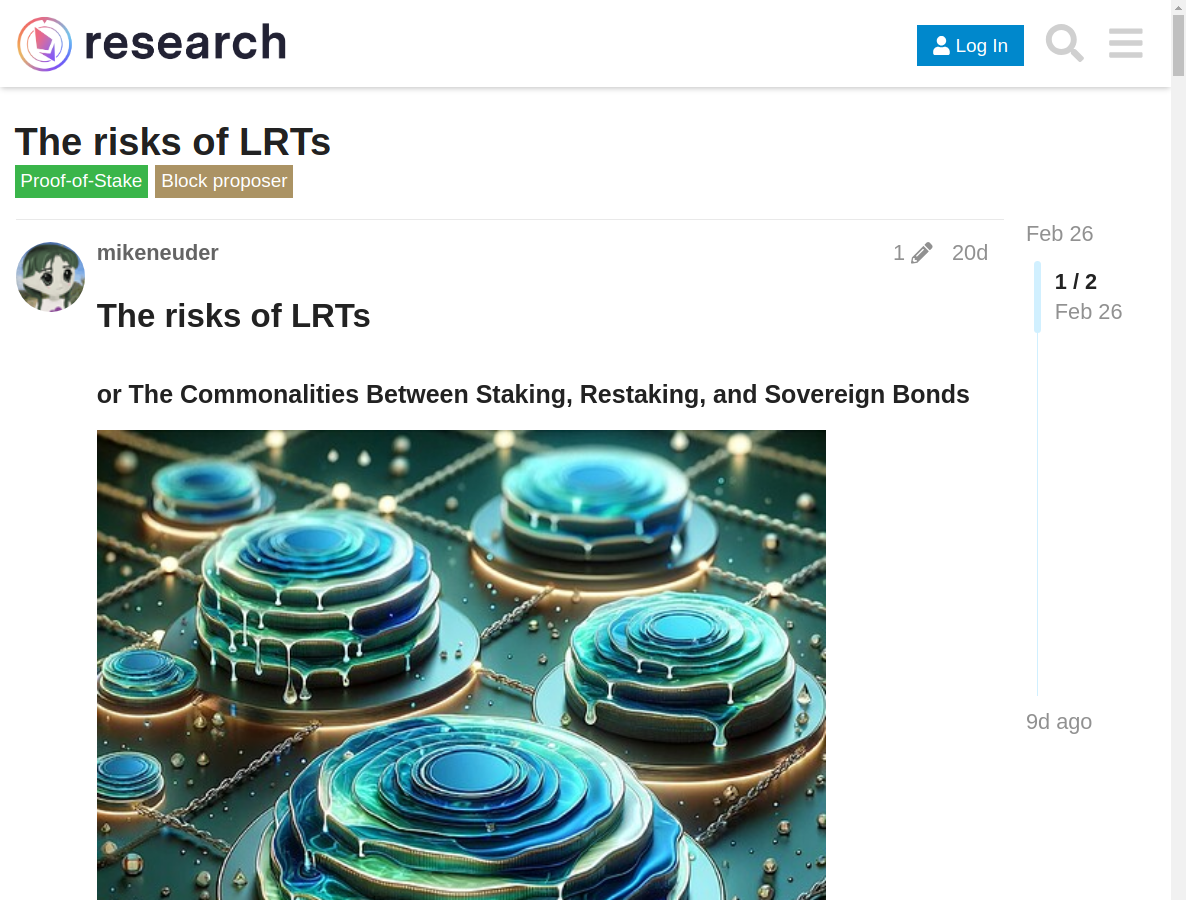 research
Log In
The risks of LRTs
Proof-of-Stake Block proposer
Feb 26
mikeneuder 1 20d
1 / 2
Feb 26
The risks of LRTs
or The Commonalities Between Staking, Restaking, and Sovereign Bonds
9d ago